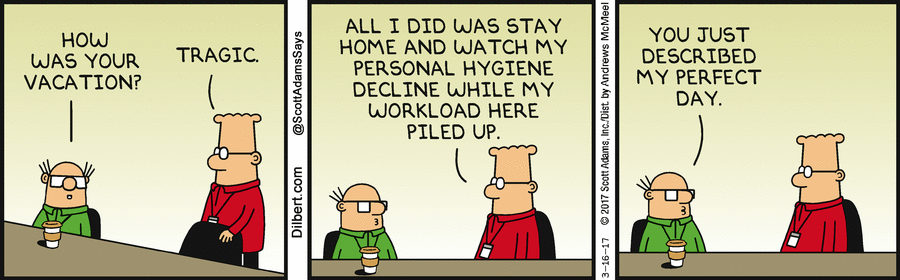 HOW
WAS YOUR
VACATION?
TRAGIC.
Dilbert.com @ScottAdamsSays
ALL I DID WAS STAY
HOME AND WATCH MY
PERSONAL HYGIENE
DECLINE WHILE MY
WORKLOAD HERE
PILED UP.
3-16-17 © 2017 Scott Adams, Inc./Dist. by Andrews McMeel
YOU JUST
DESCRIBED
MY PERFECT
DAY.